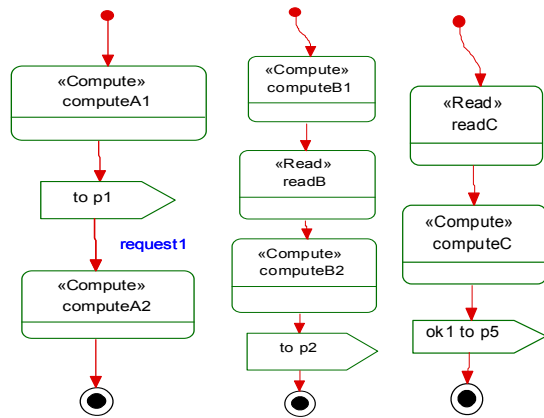 «Compute»
computeA1
to p1
request1
«Compute»
computeA2
«Compute»
computeB1
«Read»
readB
«Compute»
computeB2
to p2
«Read»
readC
«Compute»
computeC
ok1 to p5